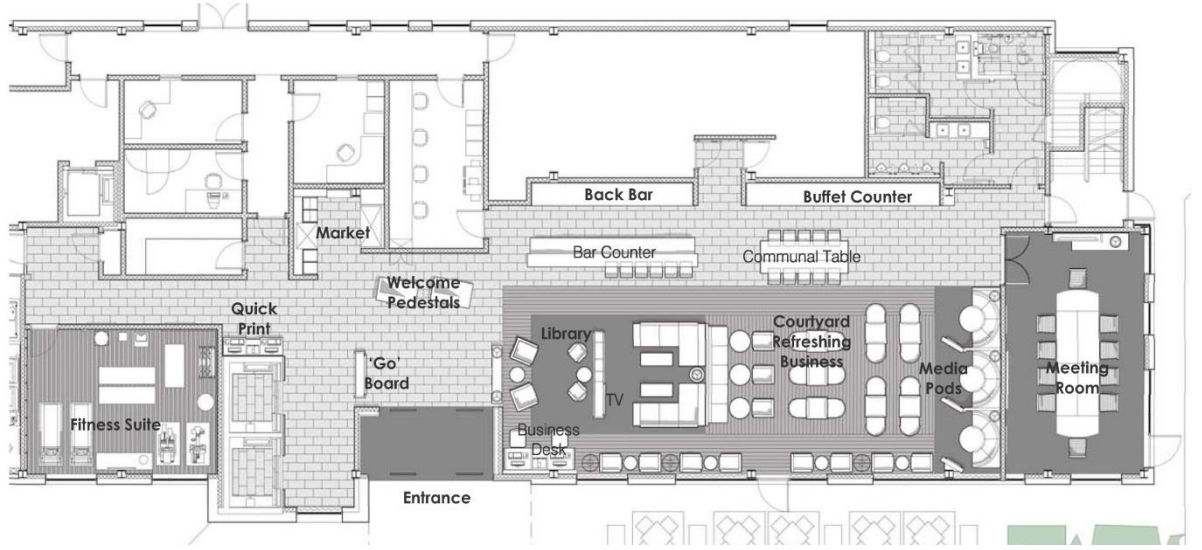 Back Bar
Buffet Counter
Market
Bar Counter
Communal Table
Welcome
Pedestals
Quick
Print
Library
Courtyard
Refreshing
Business
'Go'
Board
Media
Pods
Meeting
Room
TV
Fitness Suite
Business
Desk
Entrance